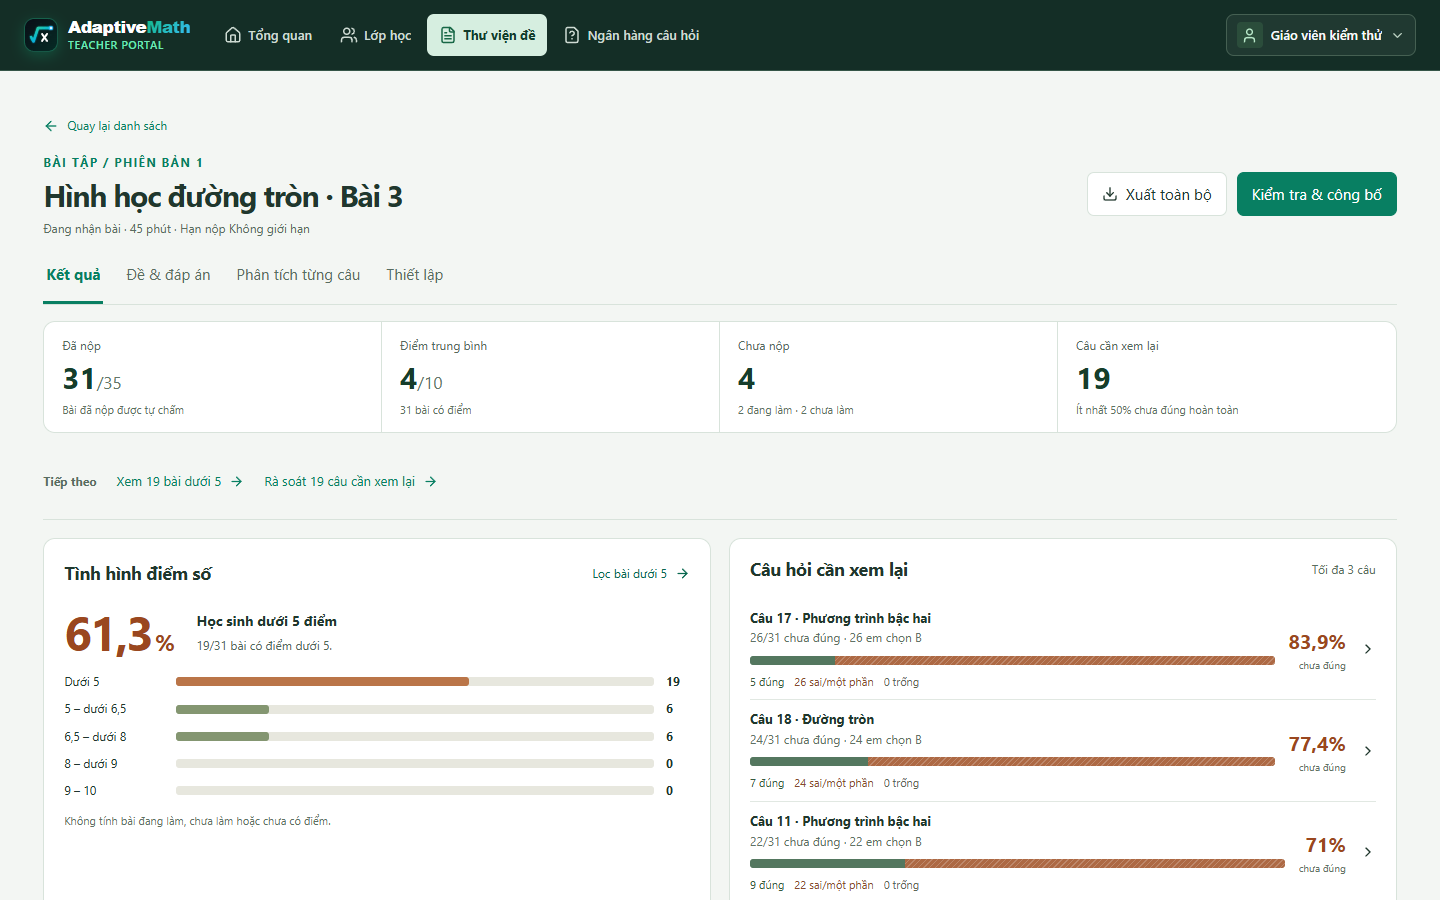 AdaptiveMath
TEACHER PORTAL
Tổng quan
Lớp học
Thư viện đề
Ngân hàng câu hỏi
Giáo viên kiểm thử
Quay lại danh sách
BÀI TẬP / PHIÊN BẢN 1
Hình học đường tròn · Bài 3
Đang nhận bài · 45 phút · Hạn nộp Không giới hạn
Xuất toàn bộ
Kiểm tra & công bố
Kết quả
Đề & đáp án
Phân tích từng câu
Thiết lập
Đã nộp
31/35
Bài đã nộp được tự chấm
Điểm trung bình
4/10
31 bài có điểm
Chưa nộp
4
2 đang làm · 2 chưa làm
Câu cần xem lại
19
Ít nhất 50% chưa đúng hoàn toàn
Tiếp theo
Xem 19 bài dưới 5
Rà soát 19 câu cần xem lại
Tình hình điểm số
Lọc bài dưới 5
61,3%
Học sinh dưới 5 điểm
19/31 bài có điểm dưới 5.
Dưới 5 19
5 – dưới 6,5 6
6,5 – dưới 8 6
8 – dưới 9 0
9 – 10 0
Không tính bài đang làm, chưa làm hoặc chưa có điểm.
Câu hỏi cần xem lại
Tối đa 3 câu
Câu 17 · Phương trình bậc hai
26/31 chưa đúng · 26 em chọn B
83,9%
chưa đúng
5 đúng 26 sai/một phần 0 trống
Câu 18 · Đường tròn
24/31 chưa đúng · 24 em chọn B
77,4%
chưa đúng
7 đúng 24 sai/một phần 0 trống
Câu 11 · Phương trình bậc hai
22/31 chưa đúng · 22 em chọn B
71%
chưa đúng
9 đúng 22 sai/một phần 0 trống